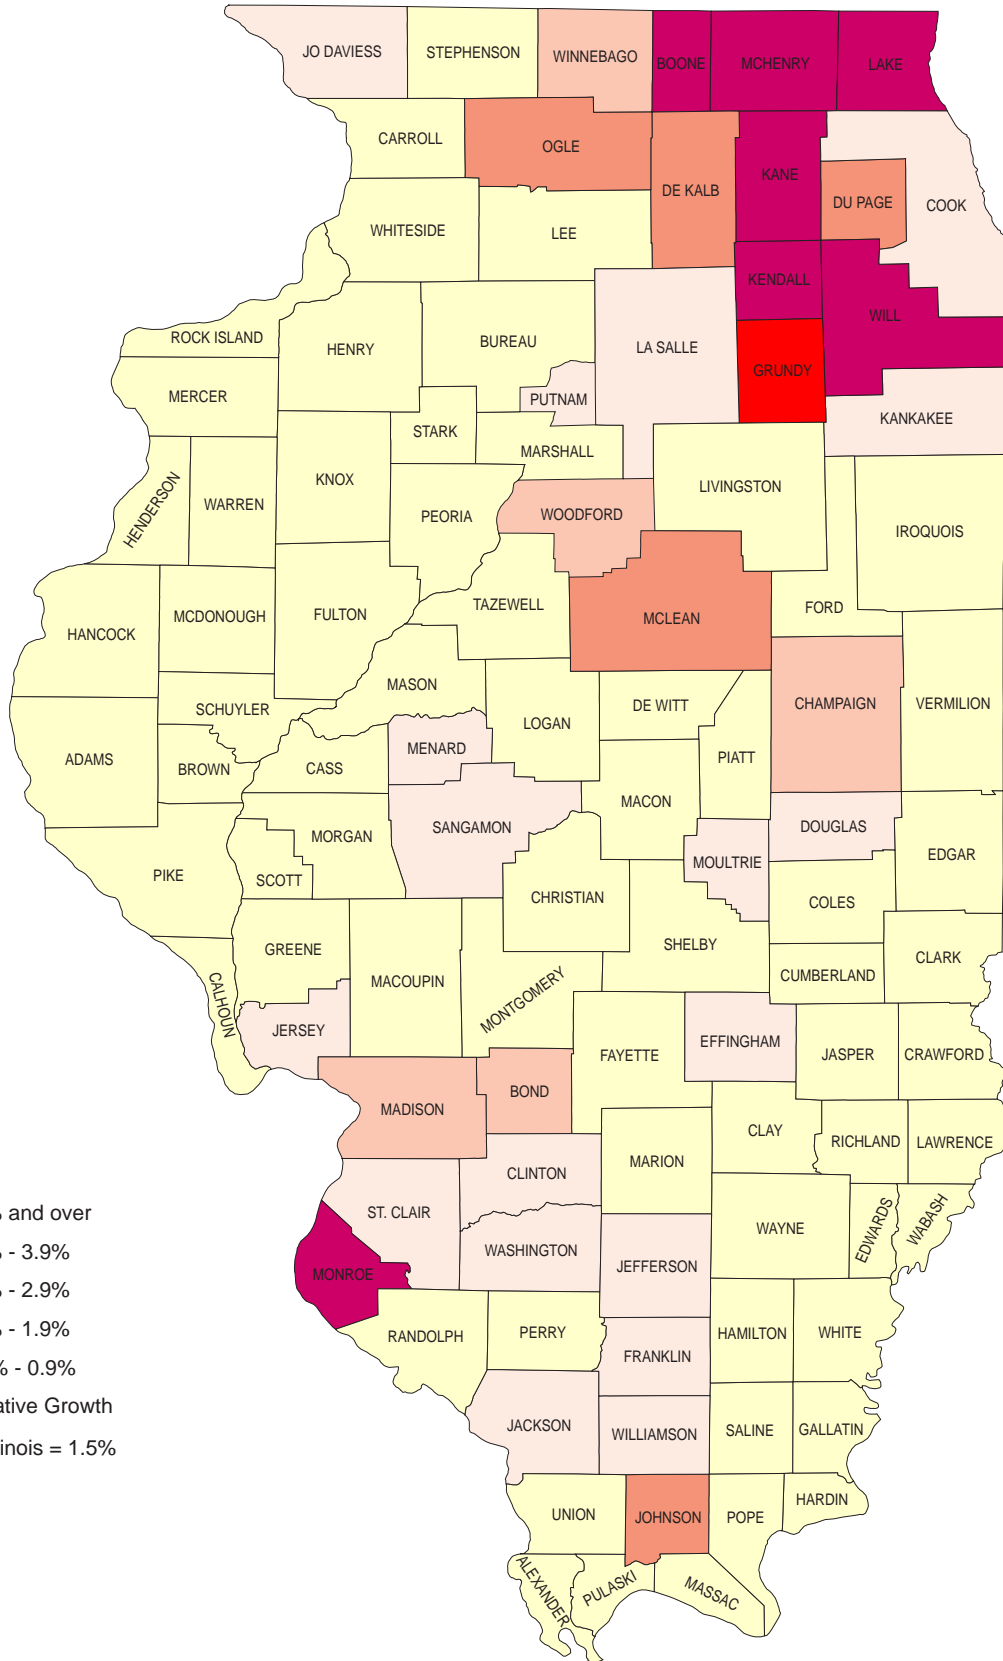 JO DAVIESS
STEPHENSON
WINNEBAGO
BOONE
MCHENRY
LAKE
CARROLL
OGLE
DE KALB
KANE
DU PAGE
COOK
WHITESIDE
LEE
KENDALL
WILL
ROCK ISLAND
HENRY
BUREAU
LA SALLE
GRUNDY
MERCER
PUTNAM
KANKAKEE
STARK
MARSHALL
HENDERSON
WARREN
KNOX
PEORIA
WOODFORD
LIVINGSTON
IROQUOIS
HANCOCK
MCDONOUGH
FULTON
TAZEWELL
MCLEAN
FORD
SCHUYLER
MASON
LOGAN
DE WITT
CHAMPAIGN
VERMILION
ADAMS
BROWN
CASS
MENARD
PIATT
MACON
SANGAMON
DOUGLAS
MORGAN
MOULTRIE
EDGAR
PIKE
SCOTT
CHRISTIAN
COLES
GREENE
SHELBY
CALHOUN
MACOUPIN
MONTGOMERY
CUMBERLAND
CLARK
JERSEY
FAYETTE
EFFINGHAM
JASPER
CRAWFORD
MADISON
BOND
CLAY
RICHLAND
LAWRENCE
CLINTON
MARION
ST. CLAIR
WAYNE
EDWARDS
WABASH
MONROE
WASHINGTON
JEFFERSON
RANDOLPH
PERRY
HAMILTON
WHITE
FRANKLIN
JACKSON
WILLIAMSON
SALINE
GALLATIN
UNION
JOHNSON
POPE
HARDIN
ALEXANDER
PULASKI
MASSAC
% and over
% - 3.9%
% - 2.9%
% - 1.9%
% - 0.9%
ative Growth
inois = 1.5%